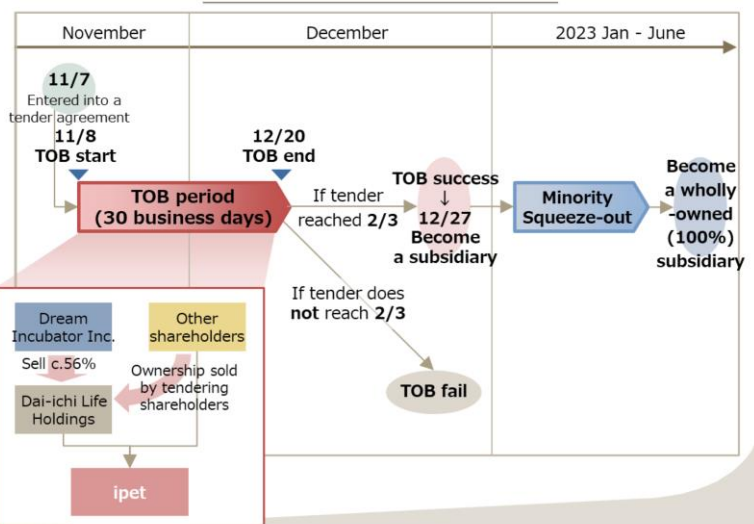 November
December
2023 Jan - June
11/7
Entered into a
tender agreement
11/8
TOB start
12/20
TOB end
TOB period
(30 business days)
If tender
reached 2/3
TOB success
↓
12/27
Become
a subsidiary
Minority
Squeeze-out
Become
a wholly
-owned
(100%)
subsidiary
If tender does
not reach 2/3
TOB fail
Dream
Incubator Inc.
Other
shareholders
Sell c.56%
Ownership sold
by tendering
shareholders
Dai-ichi Life
Holdings
ipet